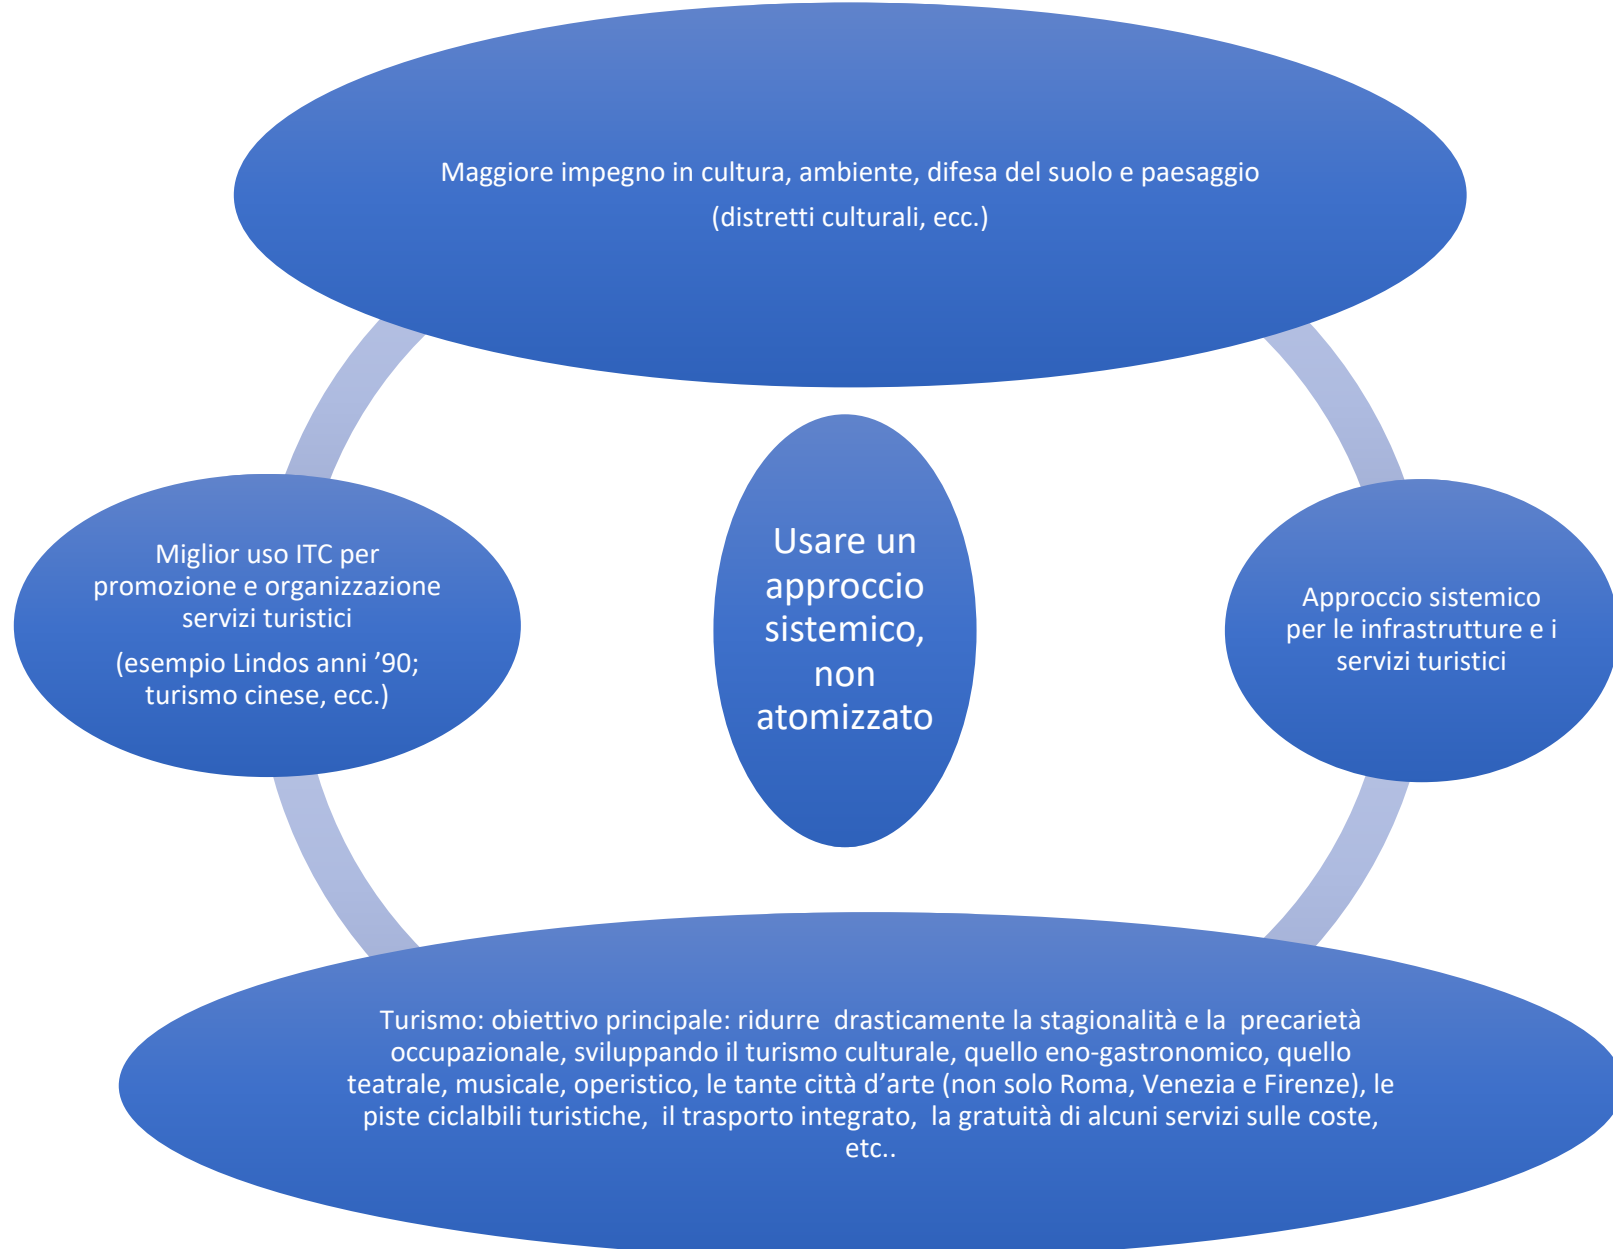 Maggiore impegno in cultura, ambiente, difesa del suolo e paesaggio
(distretti culturali, ecc.)
Miglior uso ITC per
promozione e organizzazione
servizi turistici
(esempio Lindos anni ’90;
turismo cinese, ecc.)
Usare un
approccio
sistemico,
non
atomizzato
Approccio sistemico
per le infrastrutture e i
servizi turistici
Turismo: obiettivo principale: ridurre  drasticamente la stagionalità e la  precarietà
occupazionale, sviluppando il turismo culturale, quello eno-gastronomico, quello
teatrale, musicale, operistico, le tante città d’arte (non solo Roma, Venezia e Firenze), le
piste ciclalbili turistiche,  il trasporto integrato,  la gratuità di alcuni servizi sulle coste,
etc..